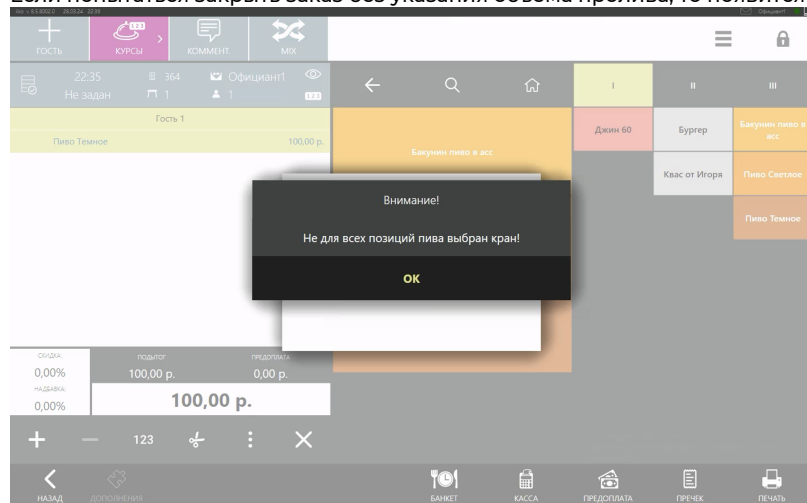 Если попытаться закрыть заказ без указания объема пролива, то появится
Официант1
ГОСТЬ
КУРСЫ
КОММЕНТ.
MIX
22:35
364
Официант1
Не задан
1
1
123
I
II
III
Гость 1
Пиво Темное
100,00 р.
Бакунин пиво в асс
Джин 60
Бургер
Бакунин пиво в асс
Квас от Игоря
Пиво Светлое
Пиво Темное
Внимание!
Не для всех позиций пива выбран кран!
ОК
СКИДКА:
0,00%
ПОДЫТОГ
100,00 р.
ПРЕДОПЛАТА
0,00 р.
НАДБАВКА:
0,00%
100,00 р.
123
НАЗАД
ДОПОЛНЕНИЯ
БАНКЕТ
КАССА
ПРЕДОПЛАТА
ПРЕЧЕК
ПЕЧАТЬ